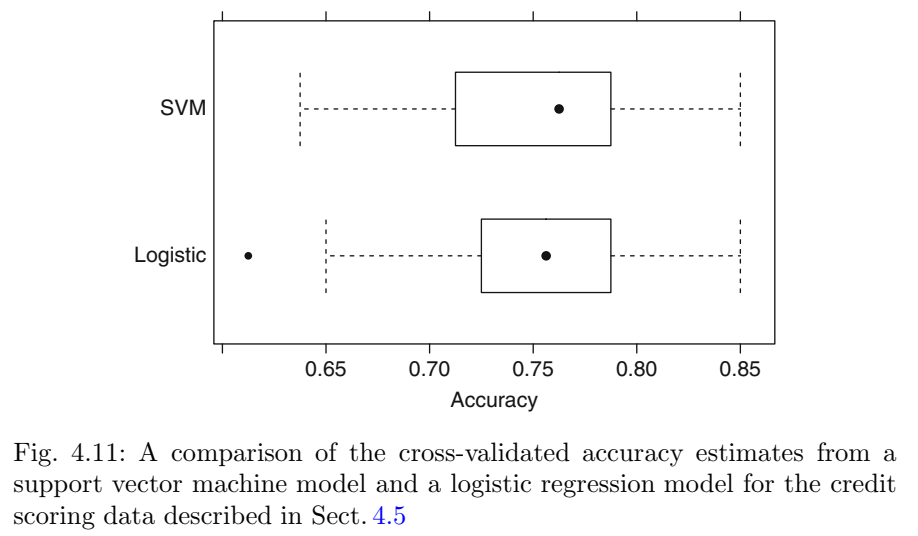 SVM
Logistic
0.65 0.70 0.75 0.80 0.85
Accuracy
Fig. 4.11: A comparison of the cross-validated accuracy estimates from a
support vector machine model and a logistic regression model for the credit
scoring data described in Sect. 4.5